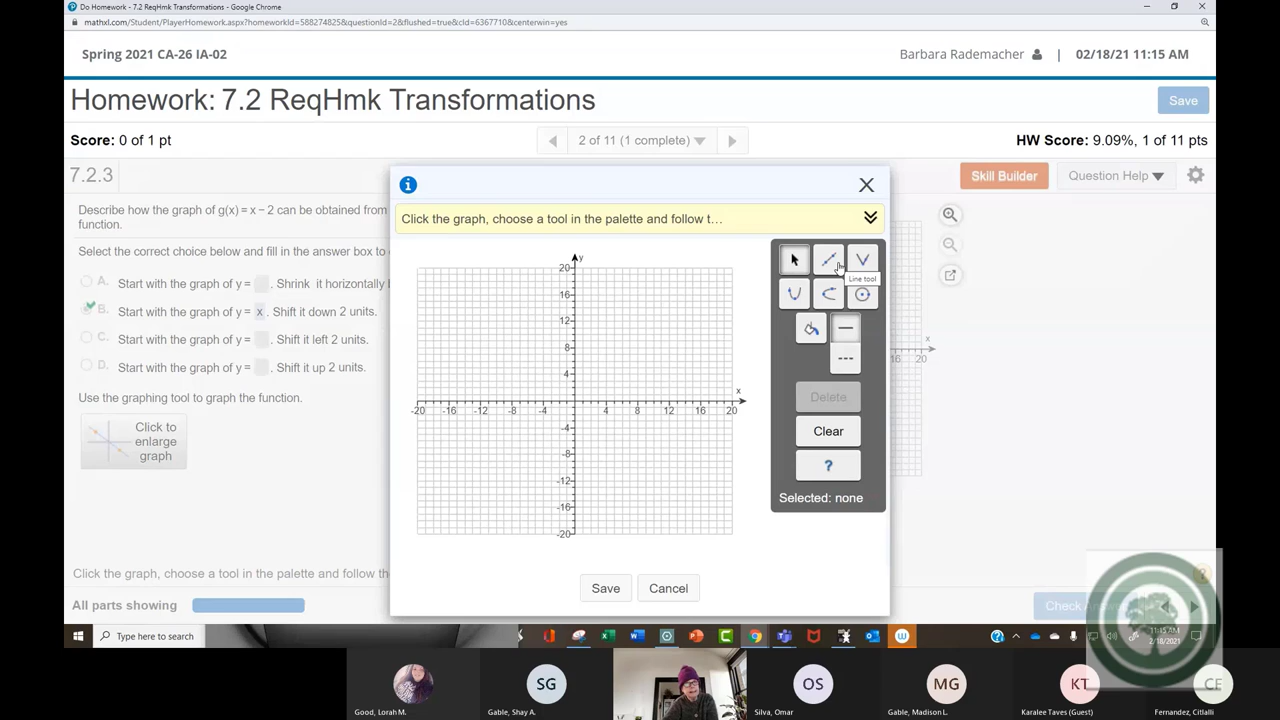 Do Homework - 7.2 ReqHmk Transformations - Google Chrome
mathxl.com/Student/PlayerHomework.aspx?homeworkId=588274825&questionId=2&flushed=true&cId=6367710&centerwin=yes
Spring 2021 CA-26 IA-02
Barbara Rademacher | 02/18/21 11:15 AM
Homework: 7.2 ReqHmk Transformations
Save
Score: 0 of 1 pt
2 of 11 (1 complete)
HW Score: 9.09%, 1 of 11 pts
7.2.3
Skill Builder
Question Help
Describe how the graph of g(x) = x − 2 can be obtained from
function.
Select the correct choice below and fill in the answer box to
A. Start with the graph of y = . Shrink it horizontally
B. Start with the graph of y = x . Shift it down 2 units.
C. Start with the graph of y = . Shift it left 2 units.
D. Start with the graph of y = . Shift it up 2 units.
Use the graphing tool to graph the function.
Click to
enlarge
graph
Click the graph, choose a tool in the palette and follow t...
Line tool
y
20
16
12
8
4
x
-20 -16 -12 -8 -4 4 8 12 16 20
-4
-8
-12
-16
-20
Delete
Clear
?
Selected: none
Save
Cancel
x
16 20
Click the graph, choose a tool in the palette and follow the
All parts showing
Check
Type here to search
11:15 AM
2/18/2021
SG
OS
MG
KT
CE
Good, Lorah M.
Gable, Shay A.
Silva, Omar
Gable, Madison L.
Karalee Taves (Guest)
Fernandez, Citlalli